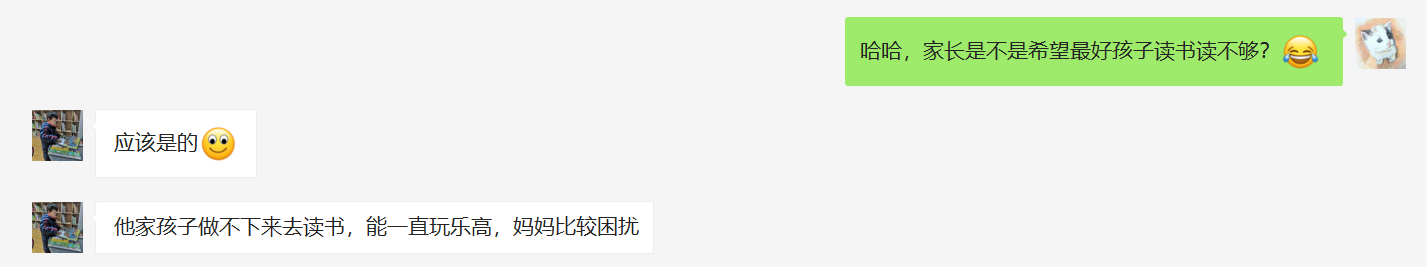 哈哈，家长是不是希望最好孩子读书读不够？
应该是的
他家孩子做不下来去读书，能一直玩乐高，妈妈比较困扰